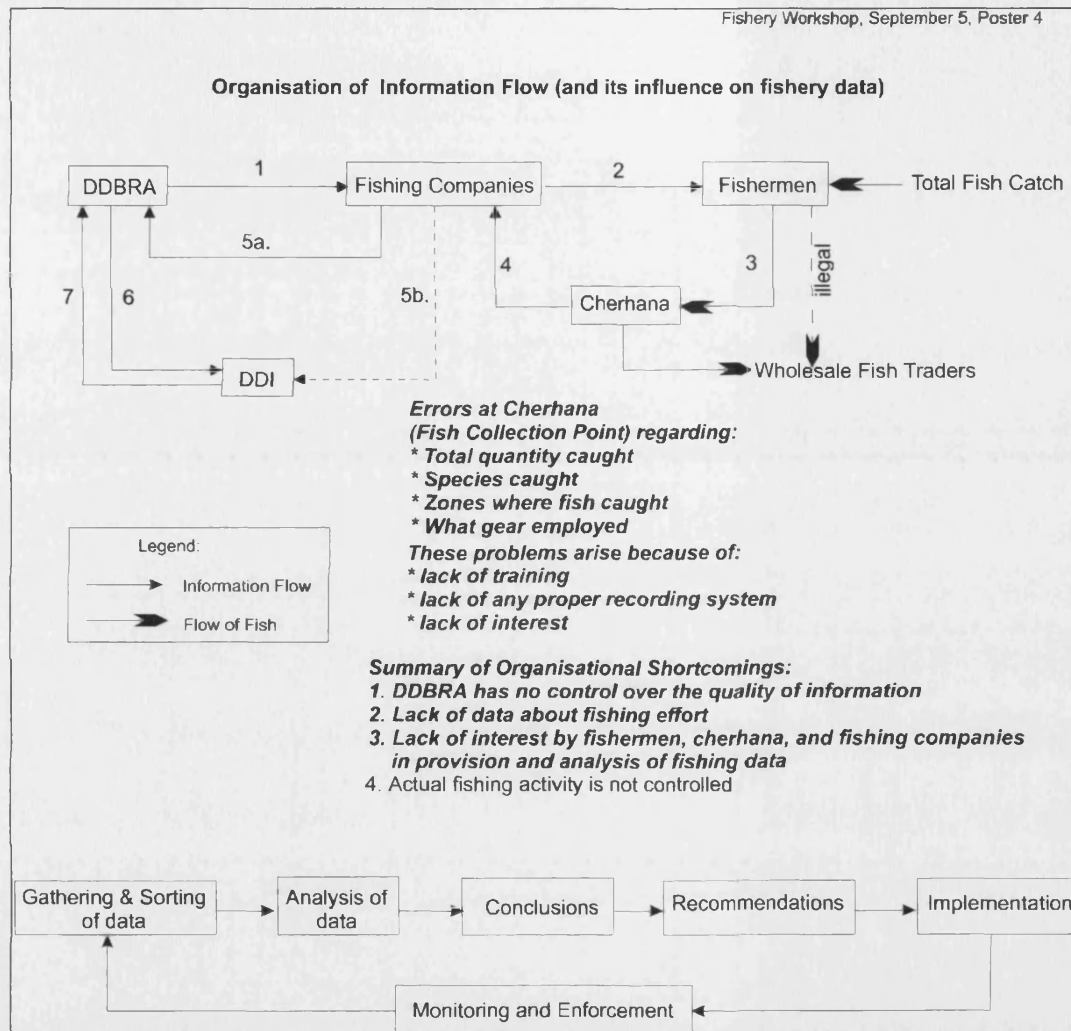 Fishery Workshop, September 5, Poster 4
Organisation of Information Flow (and its influence on fishery data)
1
2
DDBRA
Fishing Companies
Fishermen
Total Fish Catch
5a.
4
3
illegal
7
6
5b.
Cherhana
DDI
Wholesale Fish Traders
Errors at Cherhana
(Fish Collection Point) regarding:
* Total quantity caught
* Species caught
* Zones where fish caught
* What gear employed
These problems arise because of:
* lack of training
* lack of any proper recording system
* lack of interest
Legend:
Information Flow
Flow of Fish
Summary of Organisational Shortcomings:
1. DDBRA has no control over the quality of information
2. Lack of data about fishing effort
3. Lack of interest by fishermen, cherhana, and fishing companies
in provision and analysis of fishing data
4. Actual fishing activity is not controlled
Gathering & Sorting
of data
Analysis of
data
Conclusions
Recommendations
Implementation
Monitoring and Enforcement